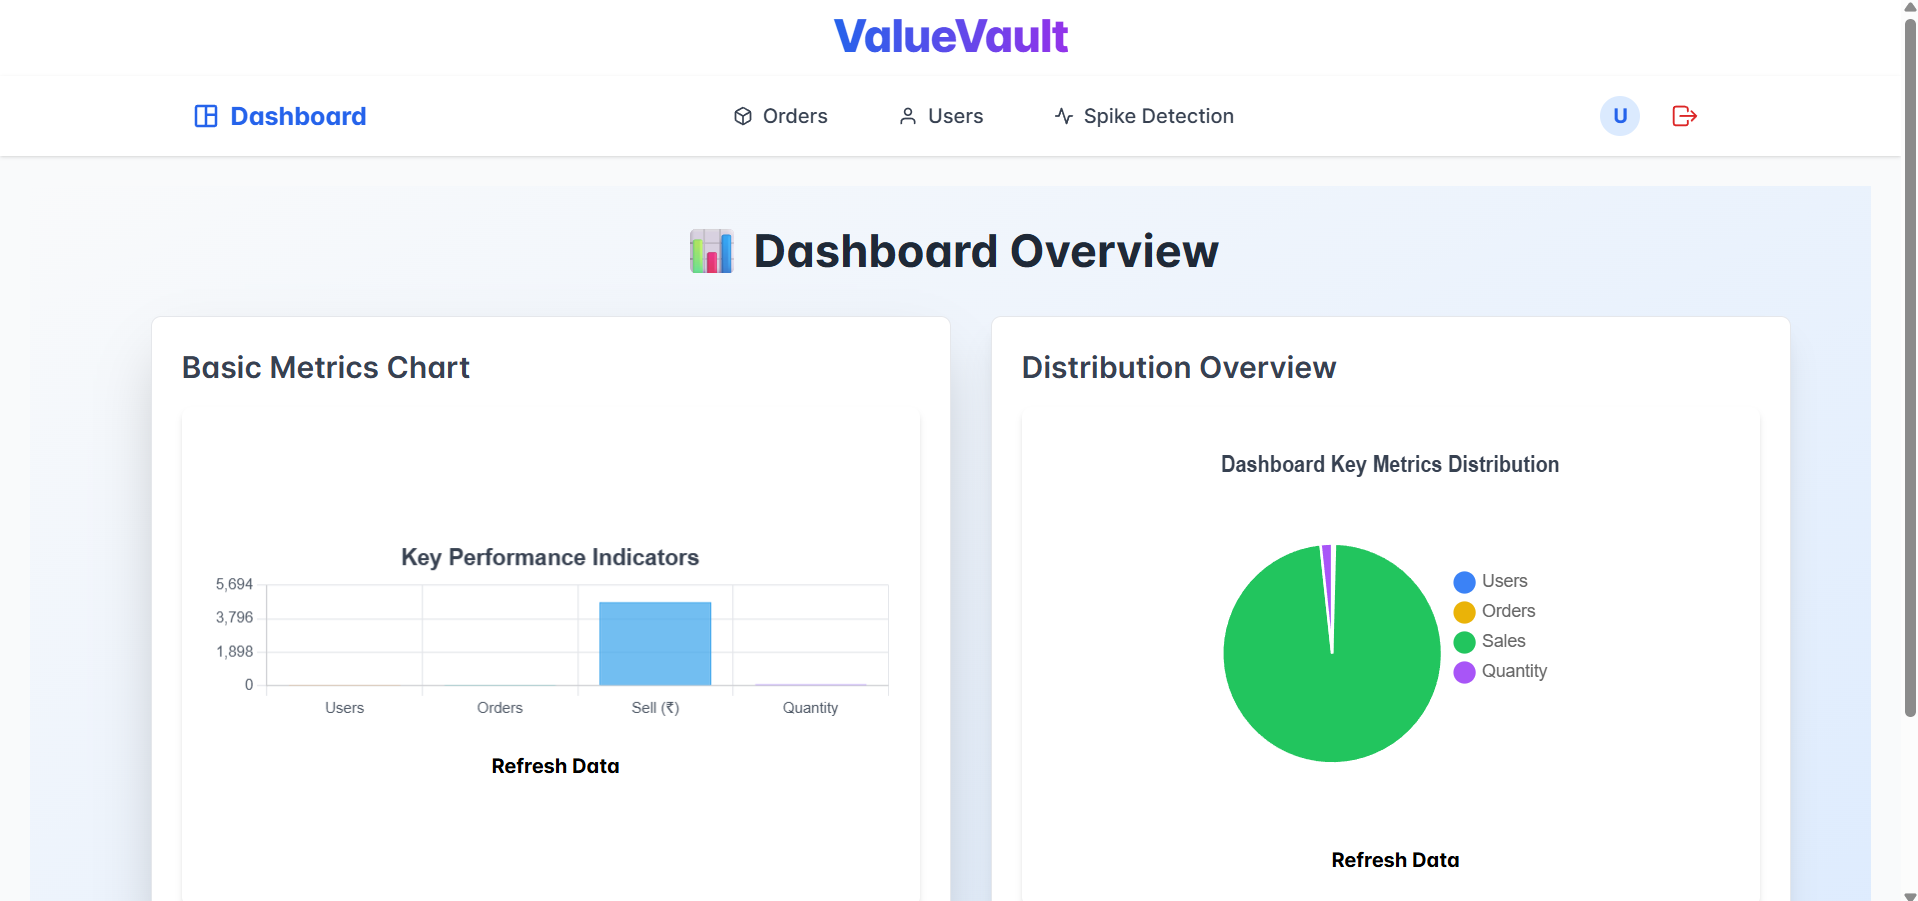 ValueVault
Dashboard
Orders
Users
Spike Detection
U
Dashboard Overview
Basic Metrics Chart
Key Performance Indicators
5,694
3,796
1,898
0
Users
Orders
Sell (₹)
Quantity
Refresh Data
Distribution Overview
Dashboard Key Metrics Distribution
Users
Orders
Sales
Quantity
Refresh Data